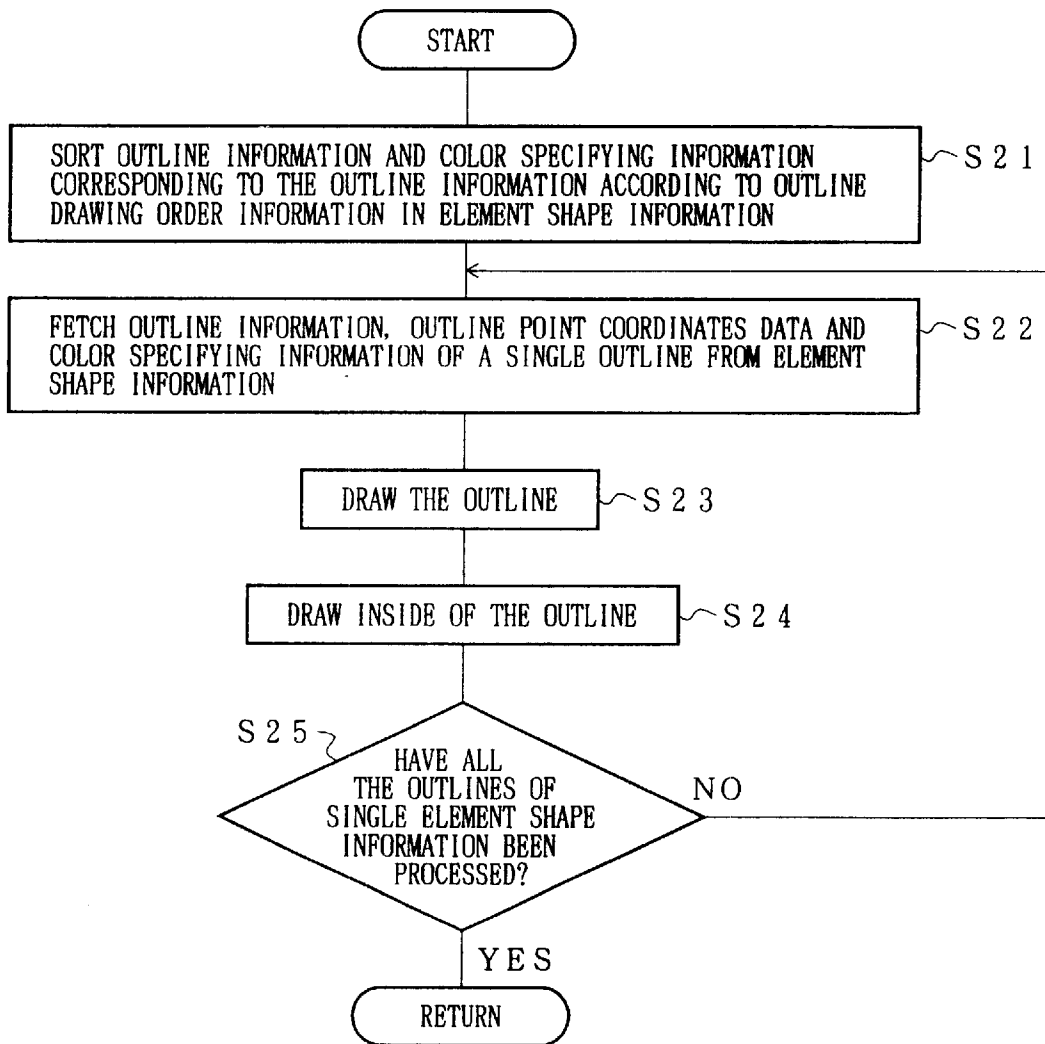 START
SORT OUTLINE INFORMATION AND COLOR SPECIFYING INFORMATION
CORRESPONDING TO THE OUTLINE INFORMATION ACCORDING TO OUTLINE
DRAWING ORDER INFORMATION IN ELEMENT SHAPE INFORMATION
S21
FETCH OUTLINE INFORMATION, OUTLINE POINT COORDINATES DATA AND
COLOR SPECIFYING INFORMATION OF A SINGLE OUTLINE FROM ELEMENT
SHAPE INFORMATION
S22
DRAW THE OUTLINE
S23
DRAW INSIDE OF THE OUTLINE
S24
S25
HAVE ALL
THE OUTLINES OF
SINGLE ELEMENT SHAPE
INFORMATION BEEN
PROCESSED?
NO
YES
RETURN